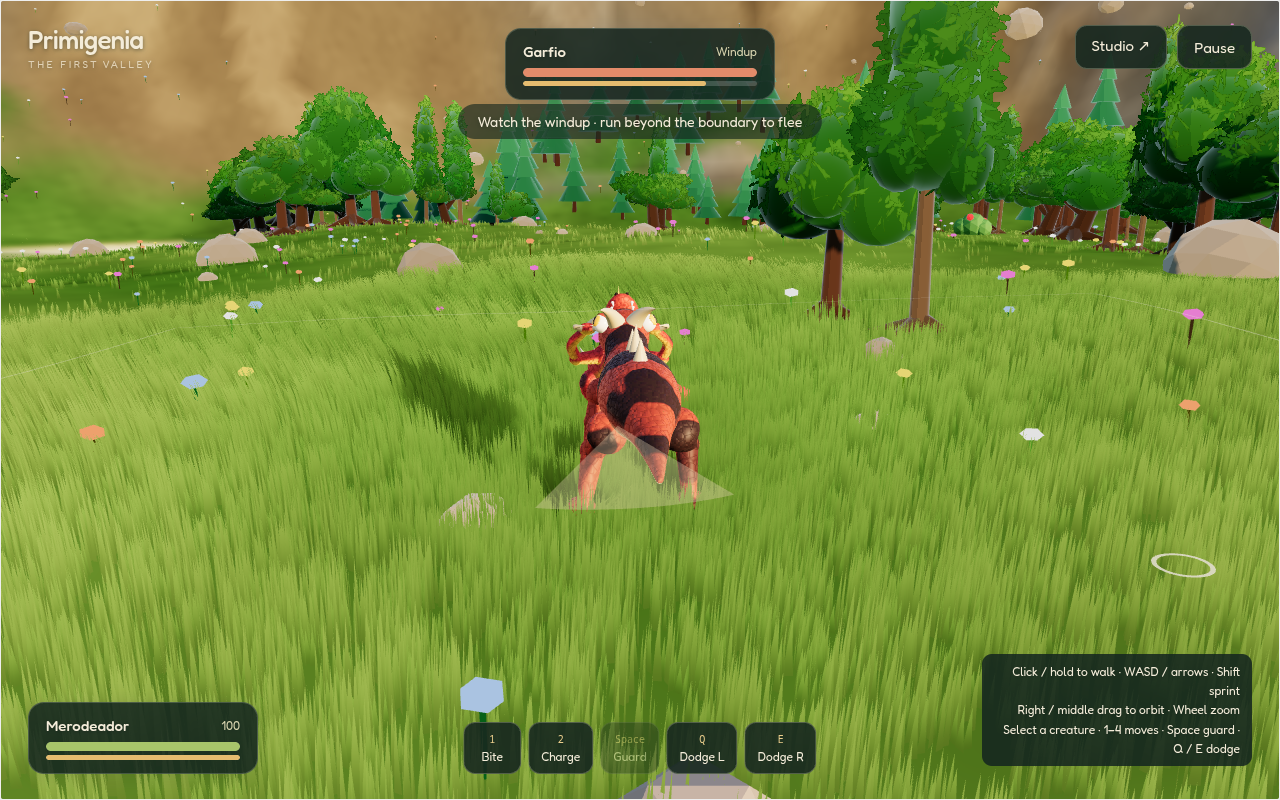 Primigenia
THE FIRST VALLEY
Garfio
Windup
Watch the windup · run beyond the boundary to flee
Studio ↗
Pause
Click / hold to walk · WASD / arrows · Shift
sprint
Right / middle drag to orbit · Wheel zoom
Select a creature · 1–4 moves · Space guard ·
Q / E dodge
Merodeador
100
1
Bite
2
Charge
Space
Guard
Q
Dodge L
E
Dodge R